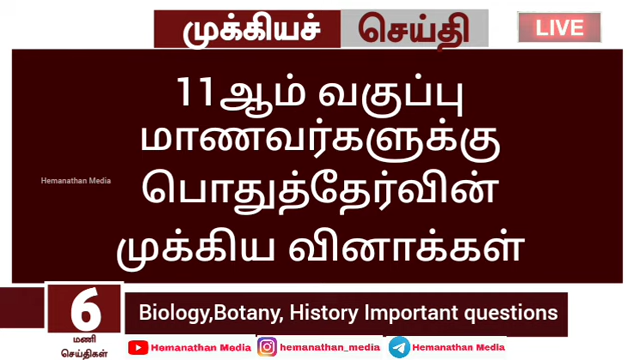 முக்கியச் செய்தி
LIVE
11ஆம் வகுப்பு
மாணவர்களுக்கு
பொதுத்தேர்வின்
முக்கிய வினாக்கள்
Hemanathan Media
6
மணி
செய்திகள்
Biology,Botany, History Important questions
Hemanathan Media hemanathan_media Hemanathan Media